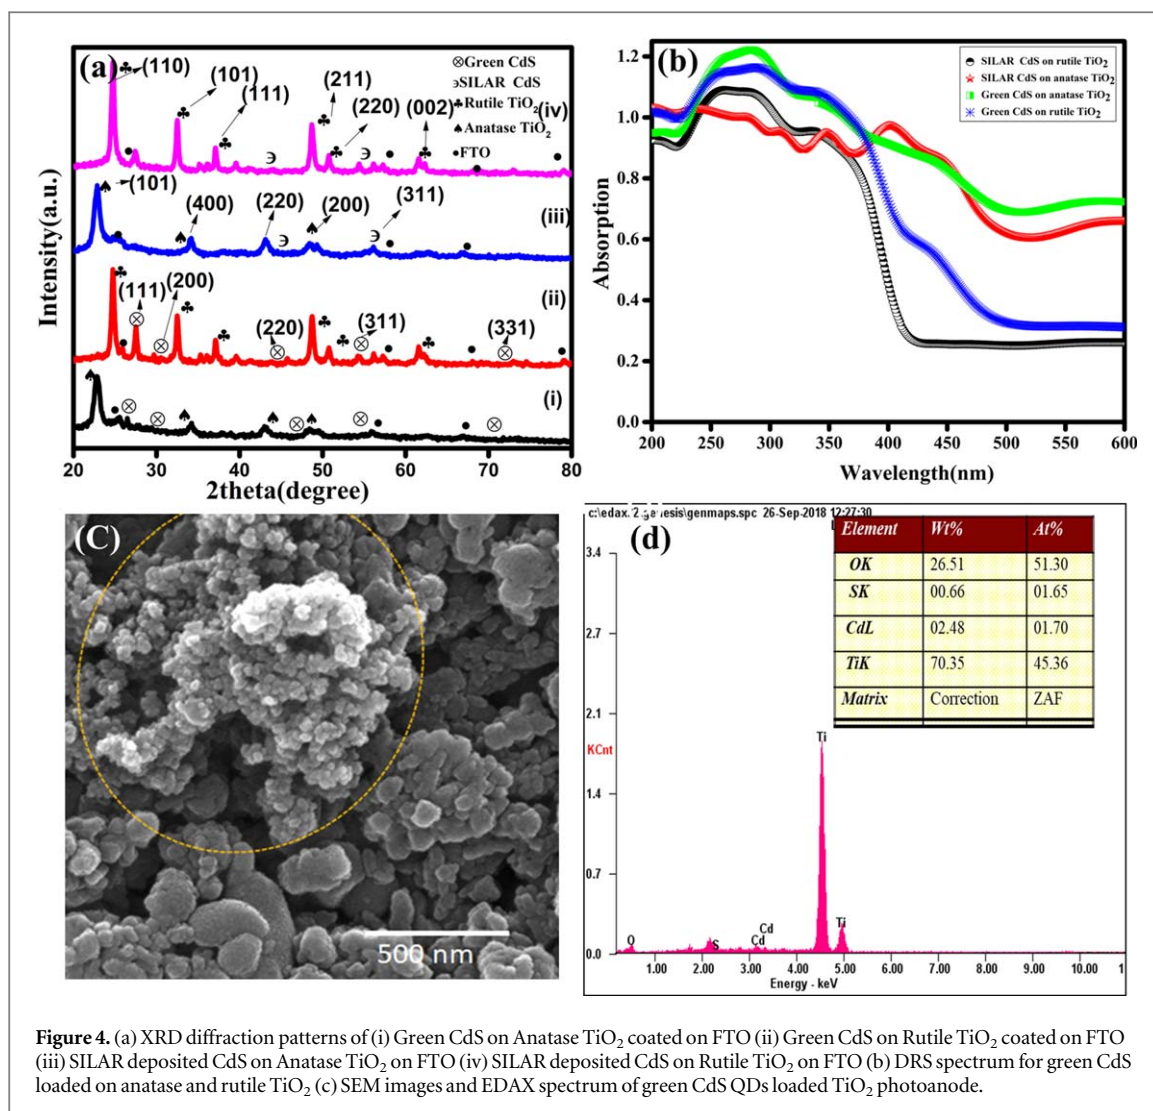 (a)
(110)
(101)
(111)
(211)
(220)
(002)
(iv)
⊗ Green CdS
϶ SILAR CdS
♣ Rutile TiO2
♠ Anatase TiO2
• FTO
(101)
(400)
(220)
(200)
(311)
(iii)
(111)
(200)
(220)
(311)
(331)
(ii)
(i)
Intensity(a.u.)
20 30 40 50 60 70 80
2theta(degree)
(b)
SILAR CdS on rutile TiO2
SILAR CdS on anatase TiO2
Green CdS on anatase TiO2
Green CdS on rutile TiO2
1.2
1.0
0.8
0.6
0.4
0.2
0.0
Absorption
200 250 300 350 400 450 500 550 600
Wavelength(nm)
(C)
500 nm
(d)
26-Sep-2018 12:27:30
Element Wt% At%
OK 26.51 51.30
SK 00.66 01.65
CdL 02.48 01.70
TiK 70.35 45.36
Matrix Correction ZAF
3.4
2.7
2.1
KCnt
1.4
0.7
0.0
O
S
Cd
Cd
Ti
Ti
1.00 2.00 3.00 4.00 5.00 6.00 7.00 8.00 9.00 10.00
Energy - keV
Figure 4. (a) XRD diffraction patterns of (i) Green CdS on Anatase TiO2 coated on FTO (ii) Green CdS on Rutile TiO2 coated on FTO
(iii) SILAR deposited CdS on Anatase TiO2 on FTO (iv) SILAR deposited CdS on Rutile TiO2 on FTO (b) DRS spectrum for green CdS
loaded on anatase and rutile TiO2 (c) SEM images and EDAX spectrum of green CdS QDs loaded TiO2 photoanode.